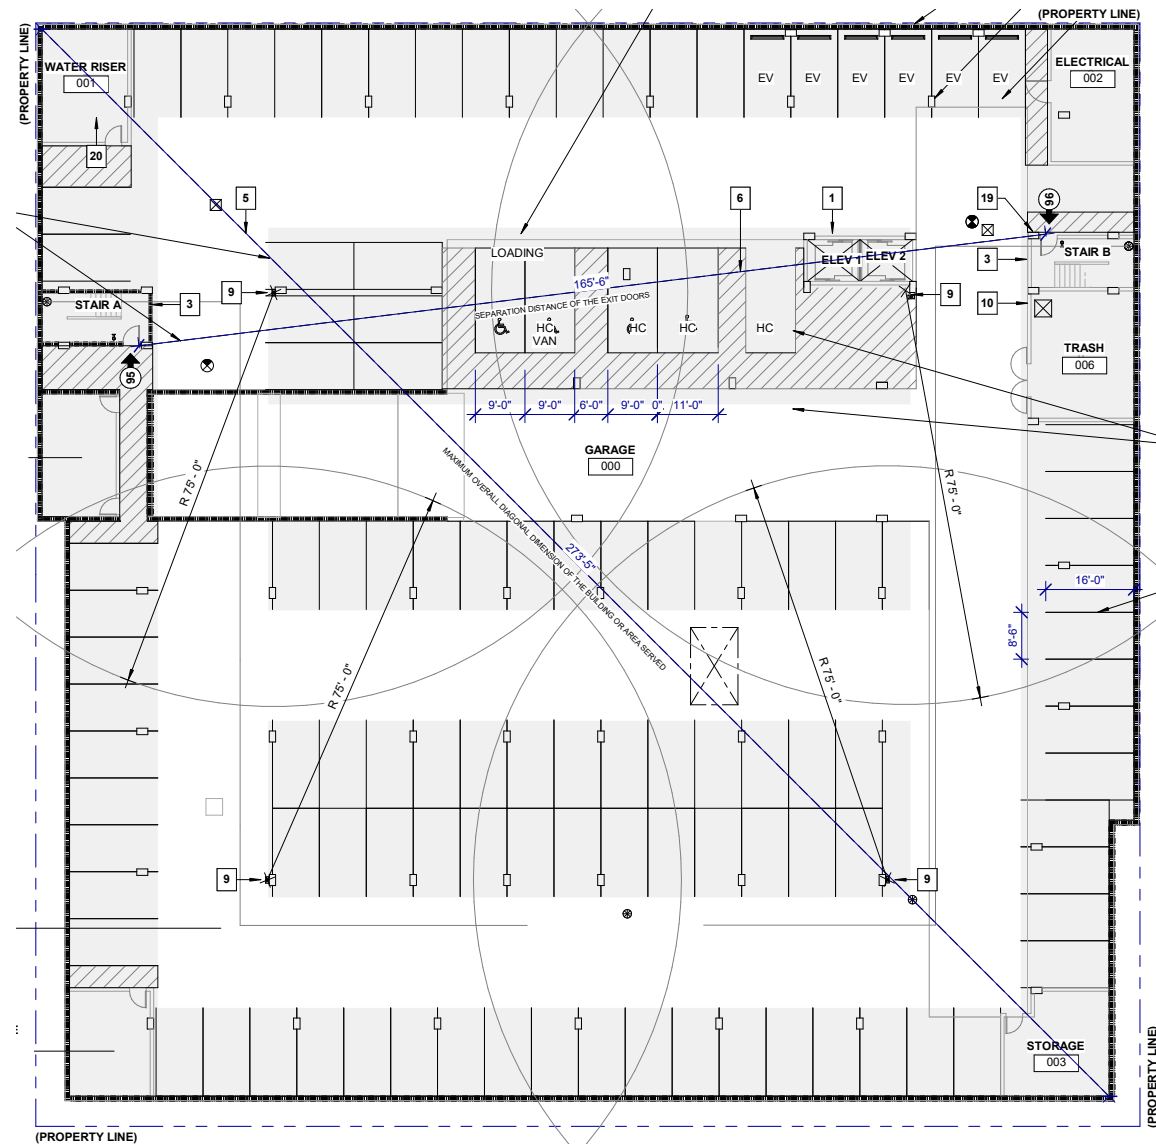 (PROPERTY LINE)
(PROPERTY LINE)
WATER RISER
001
EV
EV
EV
EV
EV
EV
ELECTRICAL
002
20
5
6
1
19
96
LOADING
ELEV 1
ELEV 2
3
STAIR B
165'-6"
SEPARATION DISTANCE OF THE EXIT DOORS
9
3
STAIR A
9
10
HC
VAN
HC
HC
HC
TRASH
006
95
9'-0"
9'-0"
6'-0"
9'-0"
0"
11'-0"
GARAGE
000
R 75' - 0"
MAXIMUM OVERALL DIAGONAL DIMENSION OF THE BUILDING OR AREA SERVED
273'-5"
R 75' - 0"
16'-0"
8'-6"
R 75' - 0"
R 75' - 0"
9
9
...
STORAGE
003
(PROPERTY LINE)
(PROPERTY LINE)